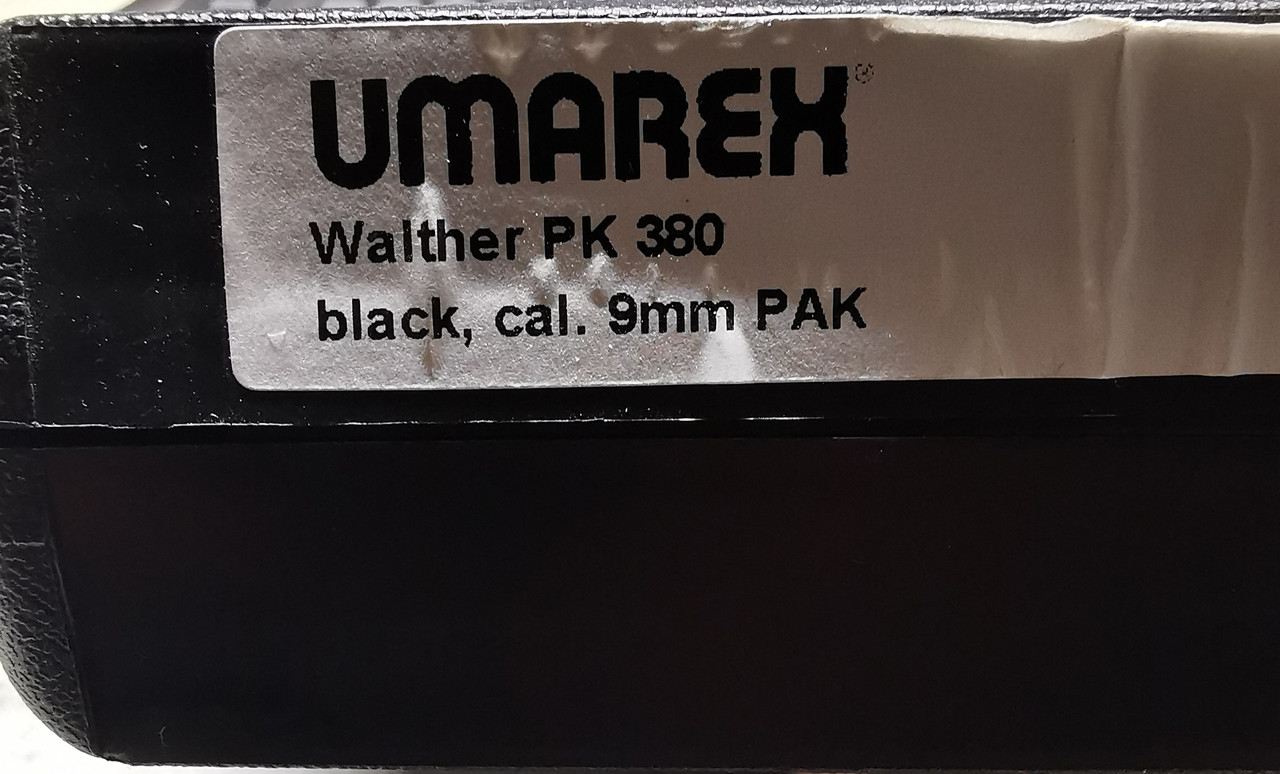 UMAREX®
Walther PK 380
black, cal. 9mm PAK